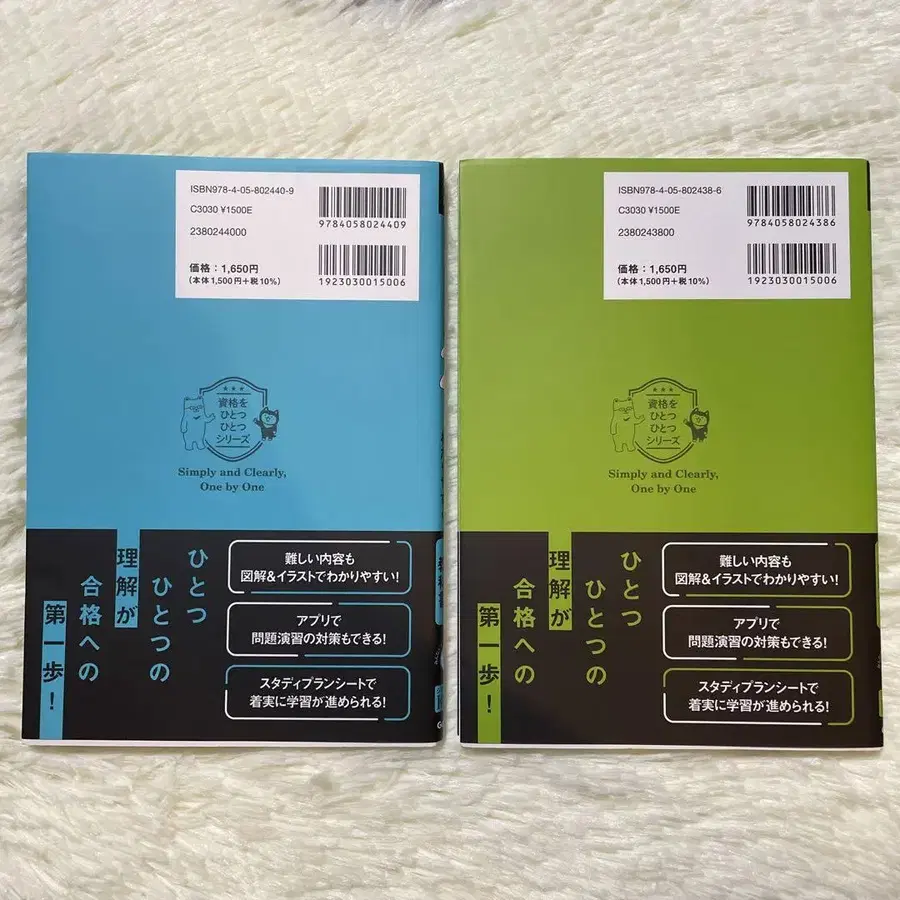 ISBN978-4-05-802440-9
C3030 ¥1500E
2380244000
価格：1,650円
（本体1,500円+税10%）
9784058024409
1923030015006
資格を
ひとつ
ひとつ
シリーズ
Simply and Clearly,
One by One
ひとつ
ひとつの
理解が
合格への
第一歩！
難しい内容も
図解&イラストでわかりやすい！
アプリで
問題演習の対策もできる！
スタディプランシートで
着実に学習が進められる！
ISBN978-4-05-802438-6
C3030 ¥1500E
2380243800
価格：1,650円
（本体1,500円+税10%）
9784058024386
1923030015006
資格を
ひとつ
ひとつ
シリーズ
Simply and Clearly,
One by One
ひとつ
ひとつの
理解が
合格への
第一歩！
難しい内容も
図解&イラストでわかりやすい！
アプリで
問題演習の対策もできる！
スタディプランシートで
着実に学習が進められる！